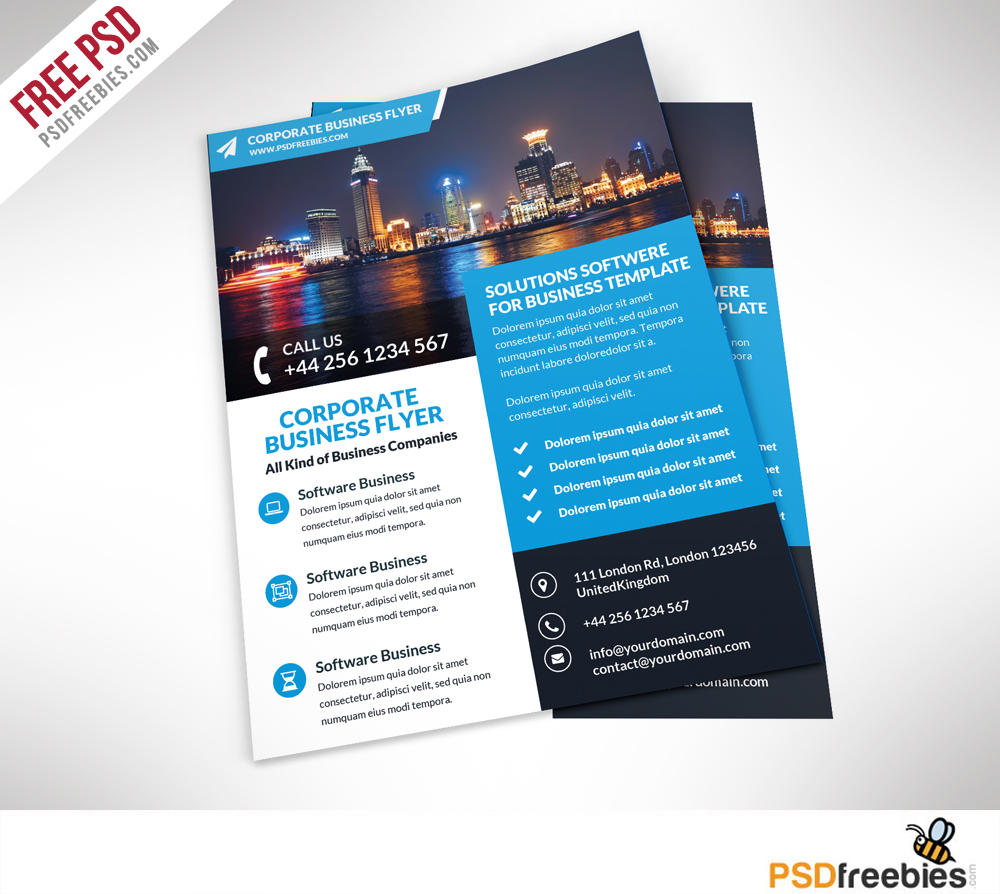 FREE PSD
PSDFREEBIES.COM
CORPORATE BUSINESS FLYER
WWW.PSDFREEBIES.COM
CALL US
+44 256 1234 567
CORPORATE
BUSINESS FLYER
All Kind of Business Companies
Software Business
Dolorem ipsum quia dolor sit amet
consectetur, adipisci velit, sed quia non
numquam eius modi tempora.
Software Business
Dolorem ipsum quia dolor sit amet
consectetur, adipisci velit, sed quia non
numquam eius modi tempora.
Software Business
Dolorem ipsum quia dolor sit amet
consectetur, adipisci velit, sed quia non
numquam eius modi tempora.
SOLUTIONS SOFTWERE
FOR BUSINESS TEMPLATE
Dolorem ipsum quia dolor sit amet
consectetur, adipisci velit, sed quia non
numquam eius modi tempora. Tempora
incidunt labore doloredolor sit a.
Dolorem ipsum quia dolor sit amet
consectetur, adipisci velit.
Dolorem ipsum quia dolor sit amet
Dolorem ipsum quia dolor sit amet
Dolorem ipsum quia dolor sit amet
Dolorem ipsum quia dolor sit amet
111 London Rd, London 123456
UnitedKingdom
+44 256 1234 567
info@yourdomain.com
contact@yourdomain.com
PSDfreebies.com